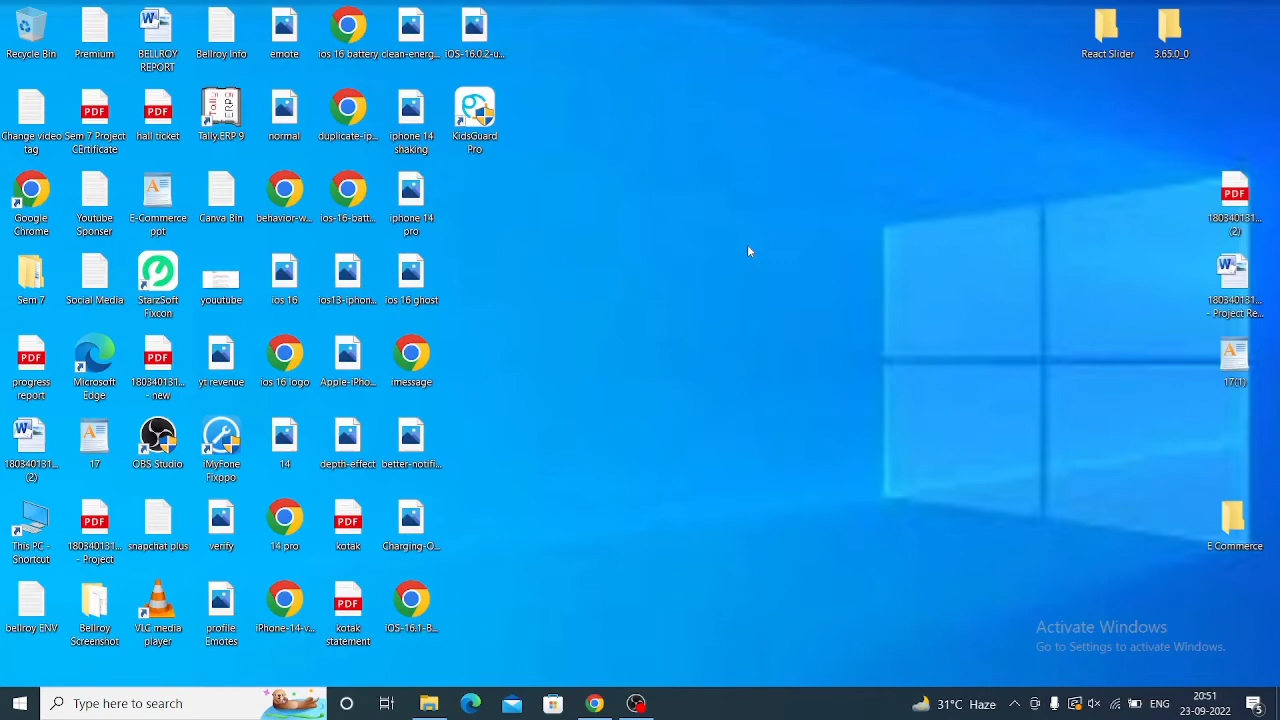 Recycle Bin
Premium
BELLROY
REPORT
Bellroy Info
emote
ios 16 battery
clean-energ...
iOS-16.0.2-u...
React Slider
3.65.0_0
Change video
tag
Sem 7 Project
CErtificate
hall ticket
Tally.ERP 9
normal
duplicate-ip...
iphone 14
shaking
KidsGuard
Pro
Google
Chrome
Youtube
Sponser
E-Commerce
ppt
Canva Bin
behavior-w...
ios-16-batt...
iphone 14
pro
180340131...
(2)
Sem 7
Social Media
StarzSoft
Fixcon
youutube
ios 16
ios13-iphon...
ios 16 ghost
180340131...
- Project Re...
progress
report
Microsoft
Edge
180340131...
- new
yt revenue
ios 16 logo
Apple-iPho...
imessage
17(1)
180340131...
(2)
17
OBS Studio
iMyFone
Fixppo
14
depth-effect
better-notifi...
This PC -
Shortcut
180340131...
- Project
snapchat plus
verify
14 pro
kotak
Charging-O...
E Commerce
bellroy ENV
Bellroy
Screenshot
VLC media
player
profile
Emotes
iPhone-14-v...
kotak
statement
iOS-16.1-B...
Activate Windows
Go to Settings to activate Windows.
Type here to search
31°C Haze
ENG
20:51
23-09-2022